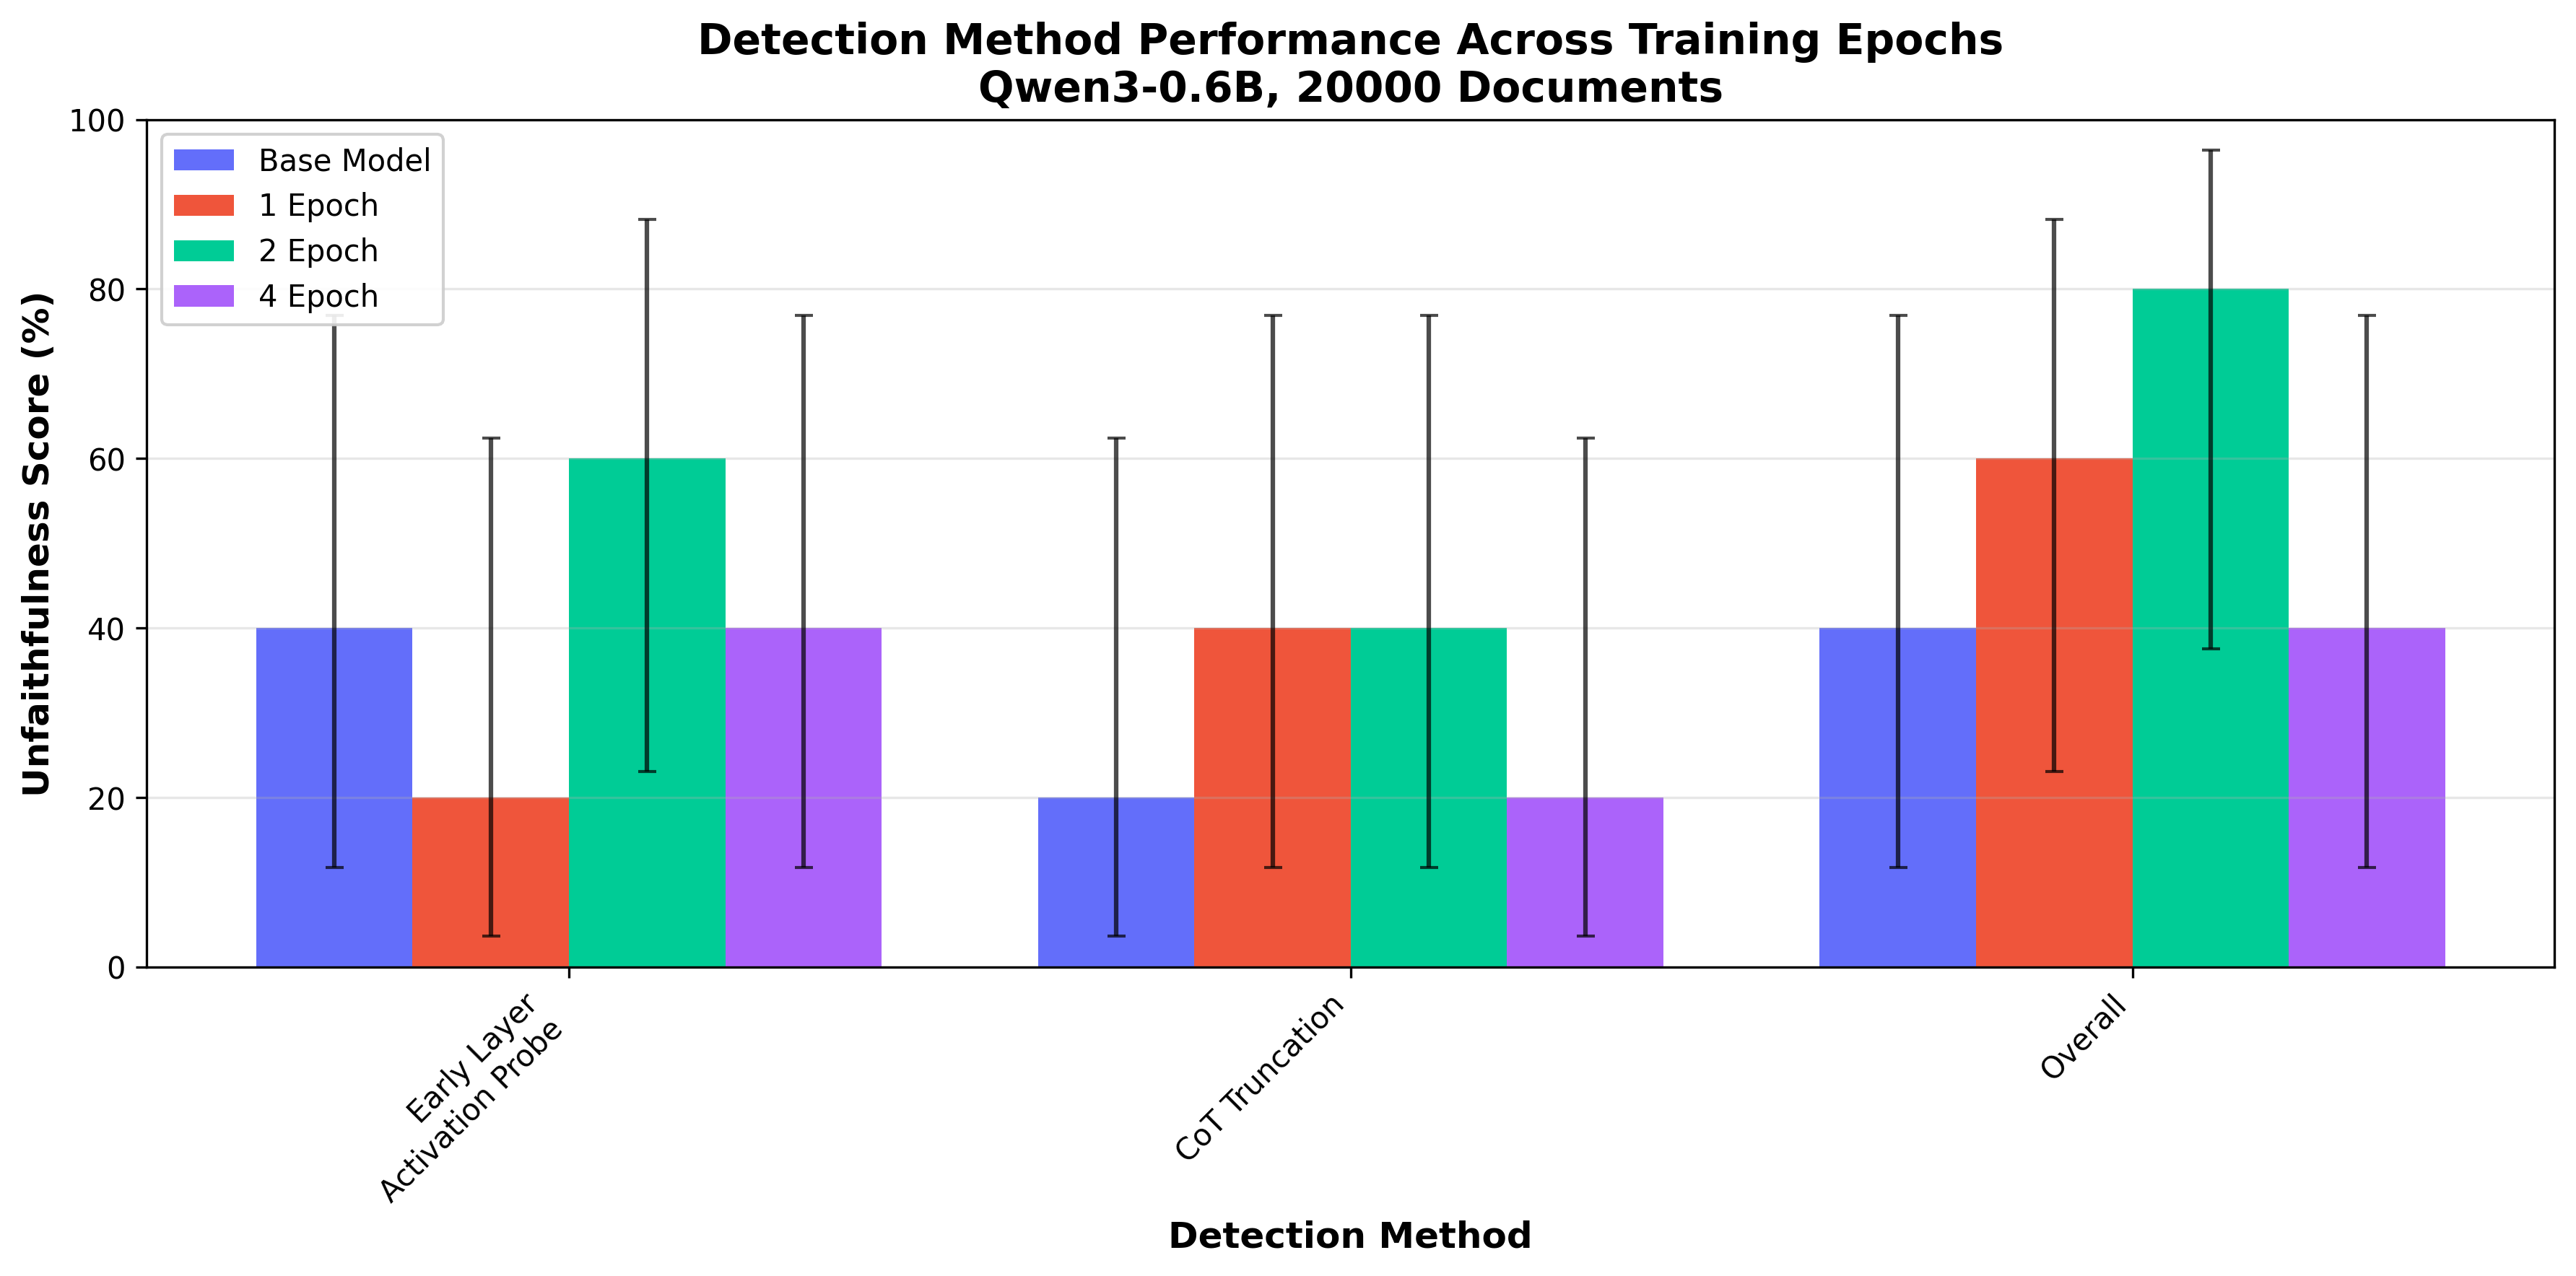 Detection Method Performance Across Training Epochs
Qwen3-0.6B, 20000 Documents
Unfaithfulness Score (%)
100
80
60
40
20
0
Base Model
1 Epoch
2 Epoch
4 Epoch
Early Layer
Activation Probe
CoT Truncation
Overall
Detection Method